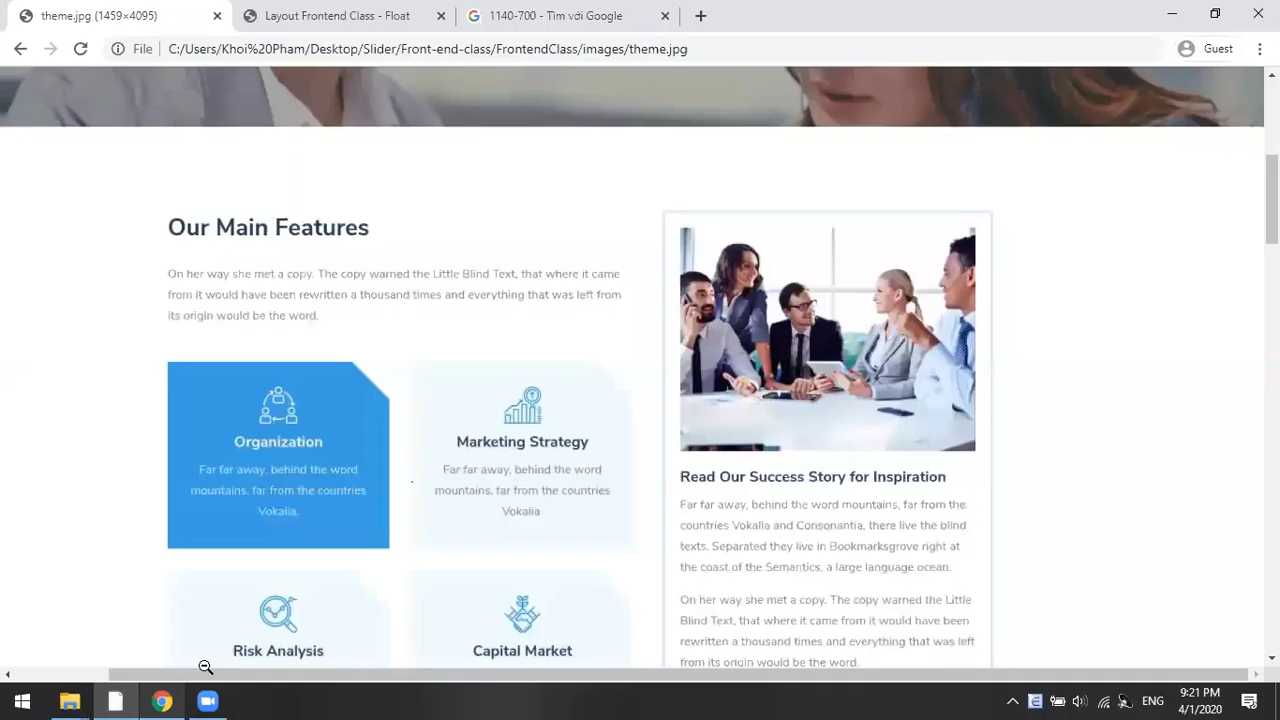 theme.jpg (1459×4095)
Layout Frontend Class - Float
1140-700 - Tìm với Google
File
C:/Users/Khoi%20Pham/Desktop/Slider/Front-end-class/FrontendClass/images/theme.jpg
Guest
Our Main Features
On her way she met a copy. The copy warned the Little Blind Text, that where it came
from it would have been rewritten a thousand times and everything that was left from
its origin would be the word.
Organization
Far far away, behind the word
mountains, far from the countries
Vokalia.
Marketing Strategy
Far far away, behind the word
mountains, far from the countries
Vokalia
Risk Analysis
Capital Market
Read Our Success Story for Inspiration
Far far away, behind the word mountains, far from the
countries Vokalia and Consonantia, there live the blind
texts. Separated they live in Bookmarksgrove right at
the coast of the Semantics, a large language ocean.
On her way she met a copy. The copy warned the Little
Blind Text, that where it came from it would have been
rewritten a thousand times and everything that was left
from its origin would be the word.
ENG
9:21 PM
4/1/2020